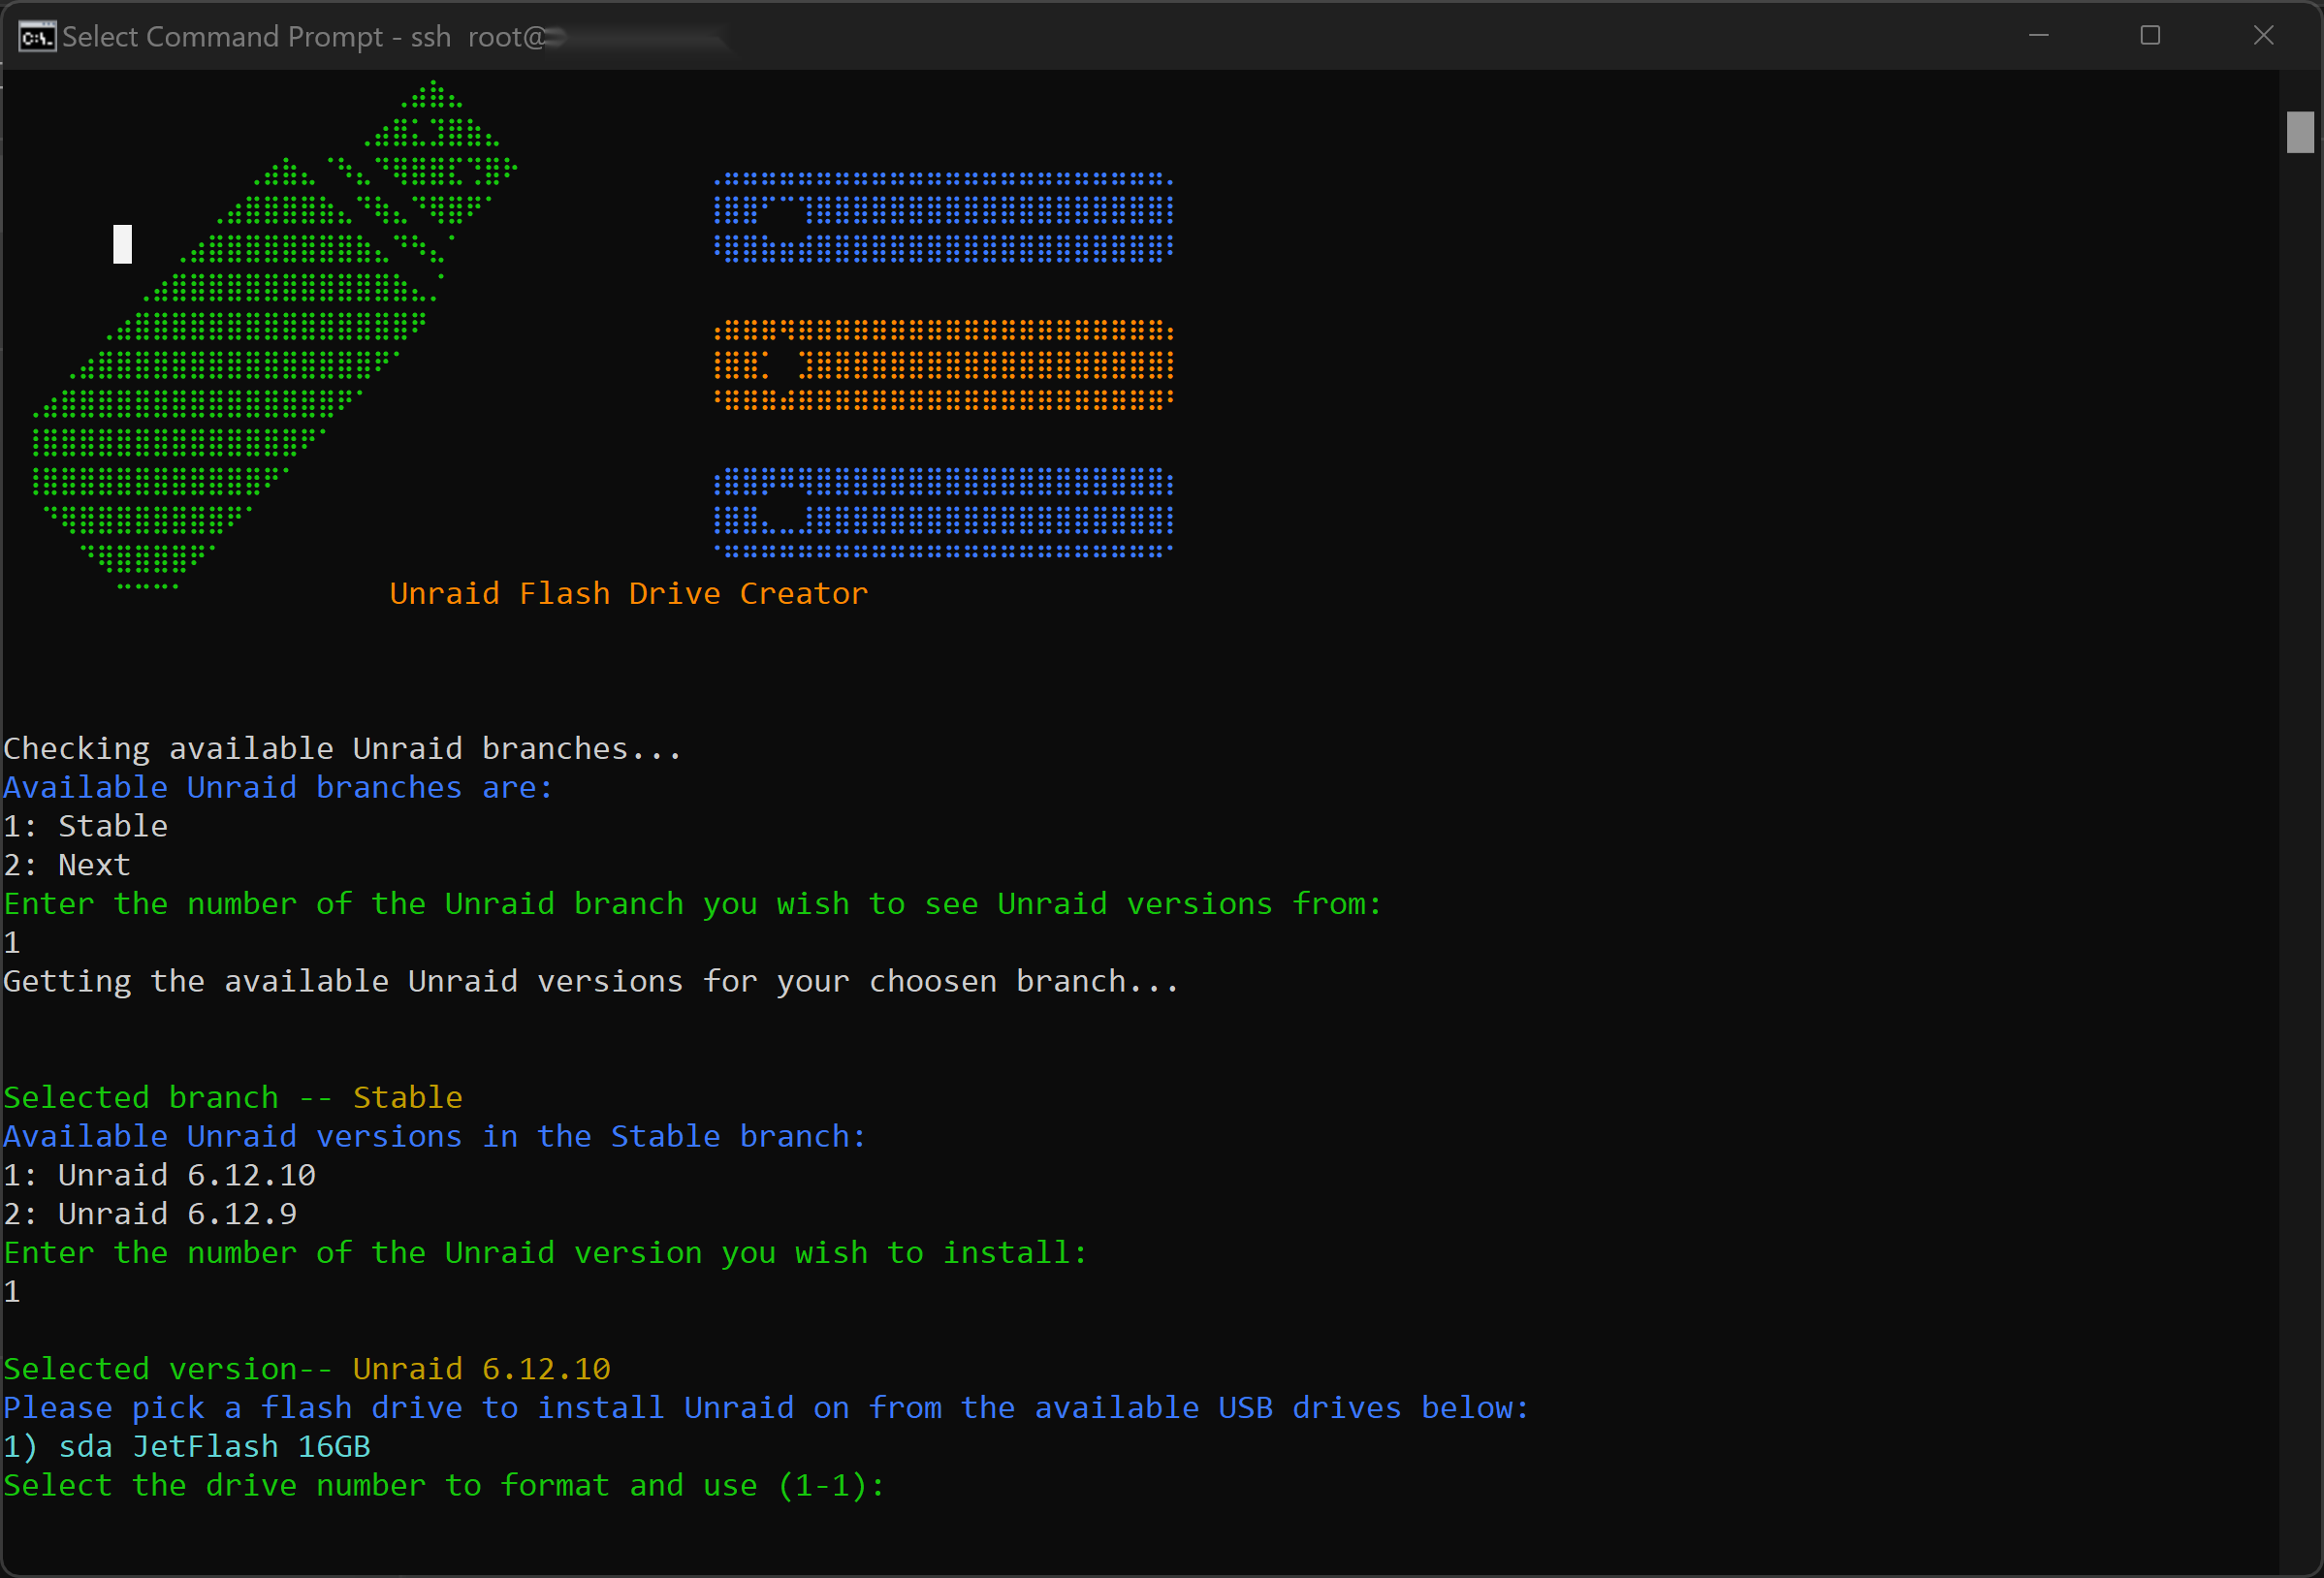 Select Command Prompt - ssh root@
Unraid Flash Drive Creator
Checking available Unraid branches...
Available Unraid branches are:
1: Stable
2: Next
Enter the number of the Unraid branch you wish to see Unraid versions from:
1
Getting the available Unraid versions for your choosen branch...
Selected branch -- Stable
Available Unraid versions in the Stable branch:
1: Unraid 6.12.10
2: Unraid 6.12.9
Enter the number of the Unraid version you wish to install:
1
Selected version-- Unraid 6.12.10
Please pick a flash drive to install Unraid on from the available USB drives below:
1) sda JetFlash 16GB
Select the drive number to format and use (1-1):